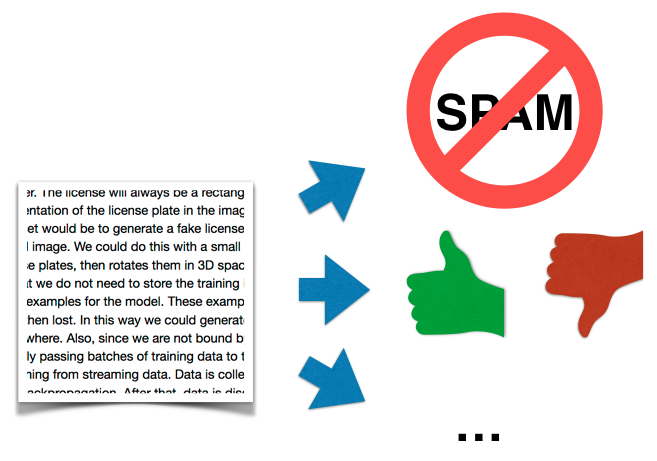 er. The license will always be a rectang
entation of the license plate in the imag
et would be to generate a fake license
l image. We could do this with a small
se plates, then rotates them in 3D spac
at we do not need to store the training
examples for the model. These examp
hen lost. In this way we could generate
where. Also, since we are not bound b
ly passing batches of training data to t
ning from streaming data. Data is colle
ackpropagation. After that, data is disc
SPAM
...